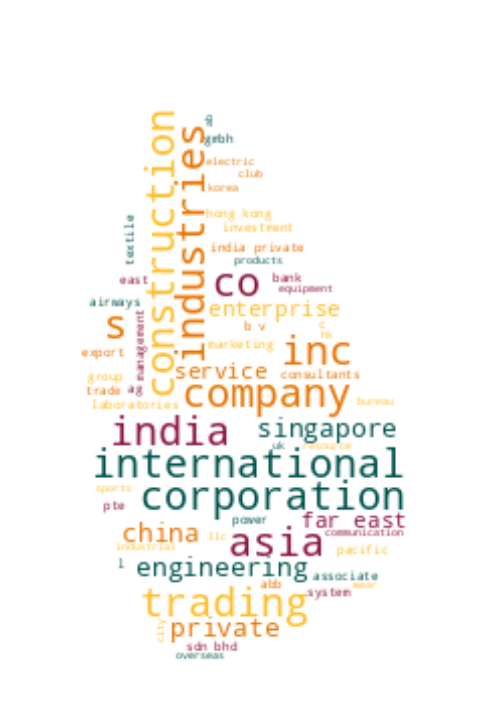 construction
industries
gmbh
electric
club
korea
hong kong
textile
investment
india private
products
east
co
bank
equipment
airways
enterprise
s
b v
c
hk
management
marketing
inc
export
service
consultants
group
trade
ag
company
laboratories
bureau
india
singapore
uk
resource
international
sports
corporation
pte
power
far east
china
llc
asia
communication
industrial
pacific
l
engineering
associate
abb
wear
system
trading
city
private
sdn bhd
overseas